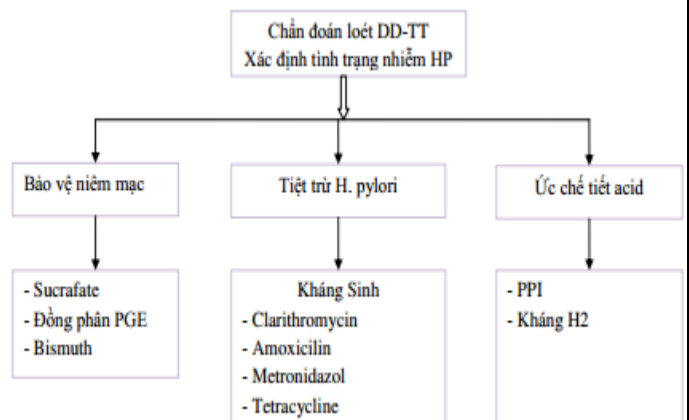 Chẩn đoán loét DD-TT
Xác định tình trạng nhiễm HP
Bảo vệ niêm mạc
Tiệt trừ H. pylori
Ức chế tiết acid
- Sucrafate
- Đồng phân PGE
- Bismuth
Kháng Sinh
- Clarithromycin
- Amoxicilin
- Metronidazol
- Tetracycline
- PPI
- Kháng H2